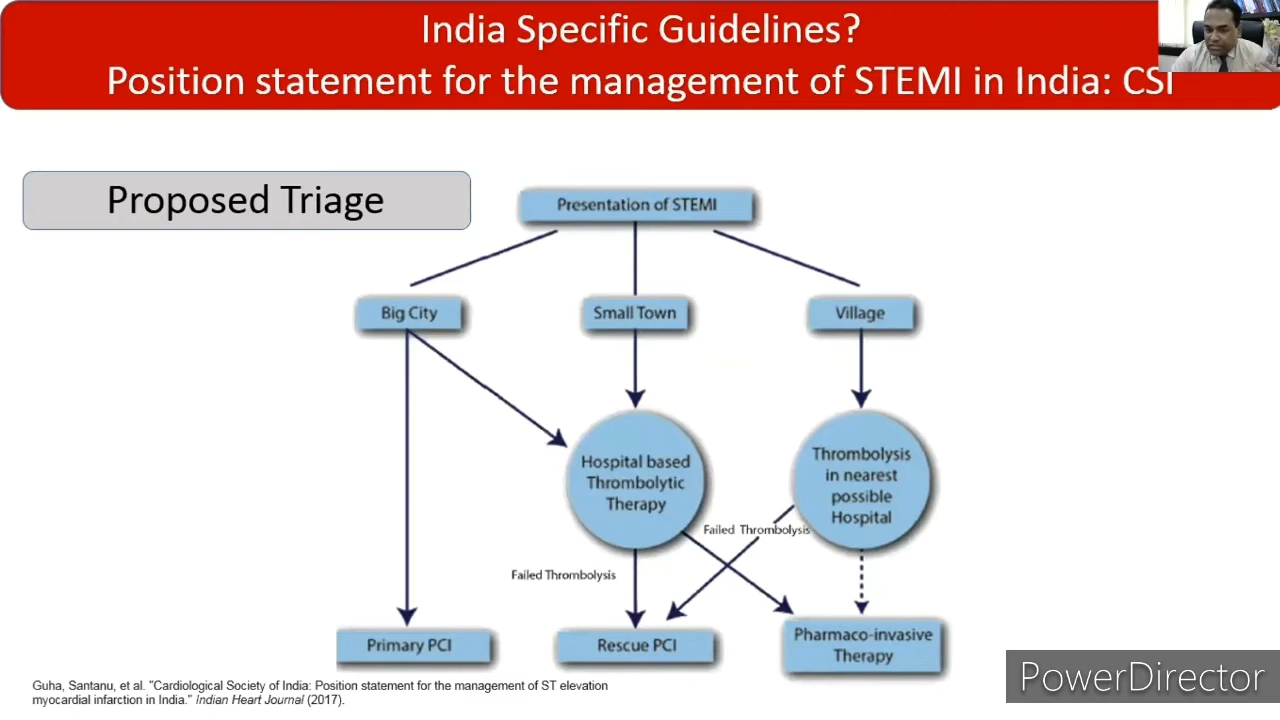 India Specific Guidelines?
Position statement for the management of STEMI in India: CSI
Proposed Triage
Presentation of STEMI
Big City
Small Town
Village
Hospital based
Thrombolytic
Therapy
Thrombolysis
in nearest
possible
Hospital
Failed Thrombolysis
Failed Thrombolysis
Primary PCI
Rescue PCI
Pharmaco-invasive
Therapy
Guha, Santanu, et al. "Cardiological Society of India: Position statement for the management of ST elevation
myocardial infarction in India." Indian Heart Journal (2017).
PowerDirector